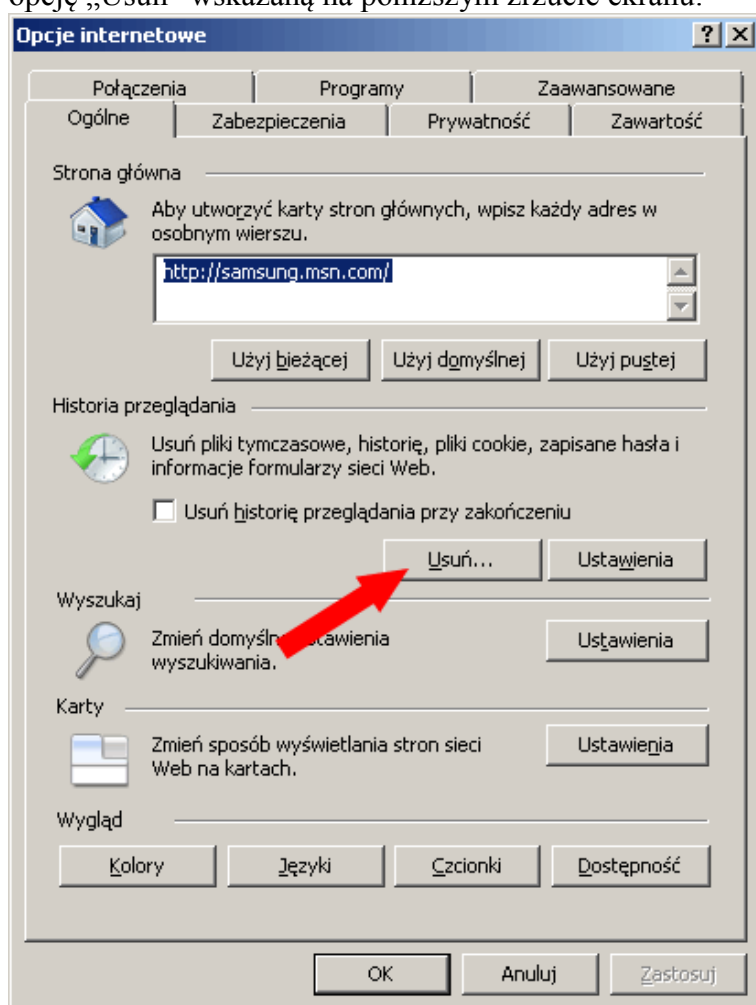 opcję „Usuń” wskazaną na poniższym zrzucie ekranu.
Opcje internetowe
Połączenia Programy Zaawansowane
Ogólne Zabezpieczenia Prywatność Zawartość
Strona główna
Aby utworzyć karty stron głównych, wpisz każdy adres w
osobnym wierszu.
http://samsung.msn.com/
Użyj bieżącej Użyj domyślnej Użyj pustej
Historia przeglądania
Usuń pliki tymczasowe, historię, pliki cookie, zapisane hasła i
informacje formularzy sieci Web.
Usuń historię przeglądania przy zakończeniu
Usuń... Ustawienia
Wyszukaj
Zmień domyślne ustawienia
wyszukiwania.
Ustawienia
Karty
Zmień sposób wyświetlania stron sieci
Web na kartach.
Ustawienia
Wygląd
Kolory Języki Czcionki Dostępność
OK Anuluj Zastosuj